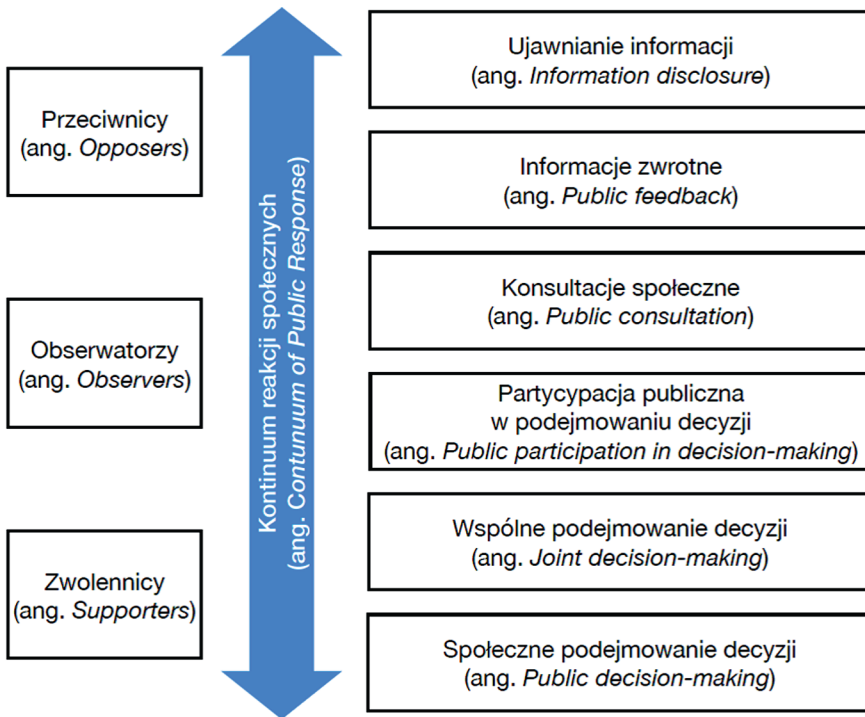 Przeciwnicy
(ang. Opposers)
Obserwatorzy
(ang. Observers)
Zwolennicy
(ang. Supporters)
Kontinuum reakcji społecznych
(ang. Contunuum of Public Response)
Ujawnianie informacji
(ang. Information disclosure)
Informacje zwrotne
(ang. Public feedback)
Konsultacje społeczne
(ang. Public consultation)
Partycypacja publiczna
w podejmowaniu decyzji
(ang. Public participation in decision-making)
Wspólne podejmowanie decyzji
(ang. Joint decision-making)
Społeczne podejmowanie decyzji
(ang. Public decision-making)